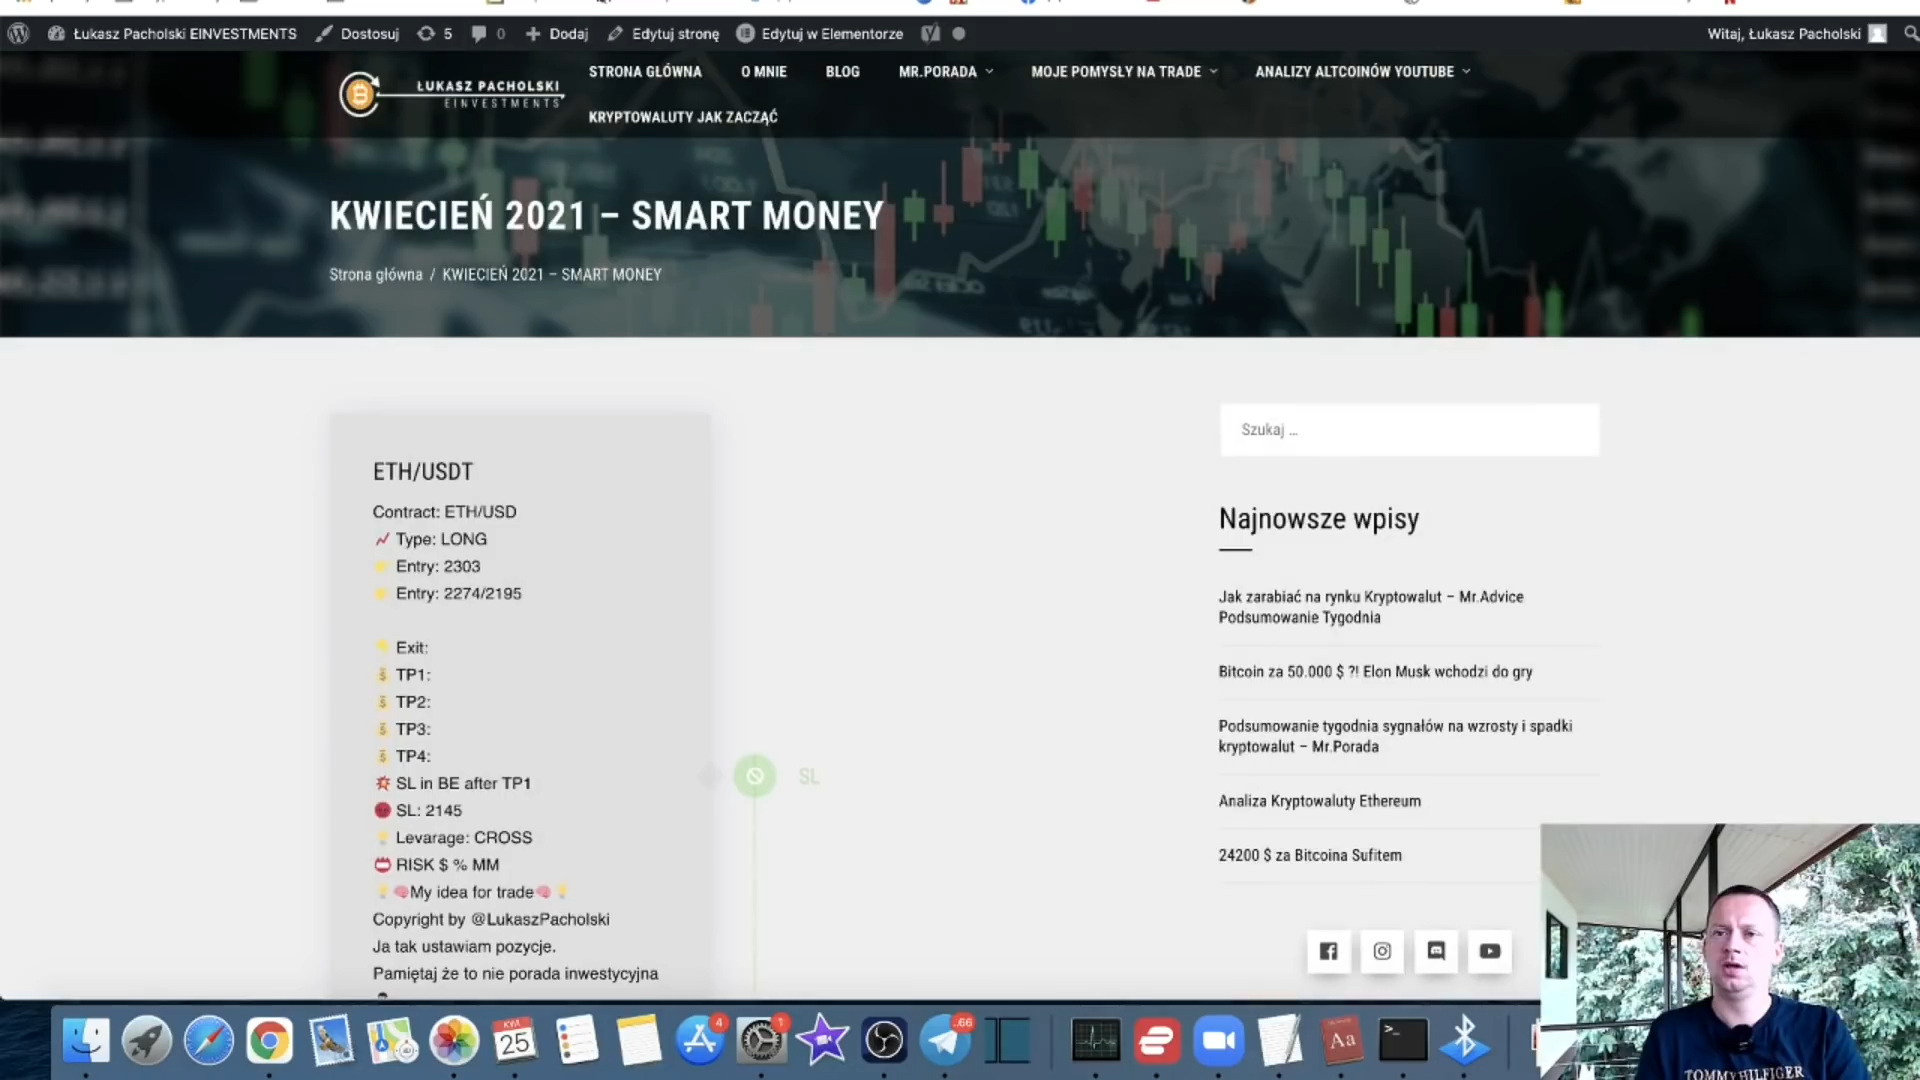 Łukasz Pacholski EINVESTMENTS
Dostosuj
5
0
Dodaj
Edytuj stronę
Edytuj w Elementorze
Witaj, Łukasz Pacholski
ŁUKASZ PACHOLSKI
EINVESTMENTS
STRONA GŁÓWNA
O MNIE
BLOG
MR.PORADA
MOJE POMYSŁY NA TRADE
ANALIZY ALTCOINÓW YOUTUBE
KRYPTOWALUTY JAK ZACZĄĆ
KWIECIEŃ 2021 – SMART MONEY
Strona główna / KWIECIEŃ 2021 – SMART MONEY
ETH/USDT
Contract: ETH/USD
Type: LONG
Entry: 2303
Entry: 2274/2195
Exit:
TP1:
TP2:
TP3:
TP4:
SL in BE after TP1
SL: 2145
Levarage: CROSS
RISK $ % MM
My idea for trade
Copyright by @LukaszPacholski
Ja tak ustawiam pozycje.
Pamiętaj że to nie porada inwestycyjna
SL
Szukaj …
Najnowsze wpisy
Jak zarabiać na rynku Kryptowalut – Mr.Advice
Podsumowanie Tygodnia
Bitcoin za 50.000 $ ?! Elon Musk wchodzi do gry
Podsumowanie tygodnia sygnałów na wzrosty i spadki
kryptowalut – Mr.Porada
Analiza Kryptowaluty Ethereum
24200 $ za Bitcoina Sufitem
KWI
25
4
1
..66
Aa
TOMMY HILFIGER